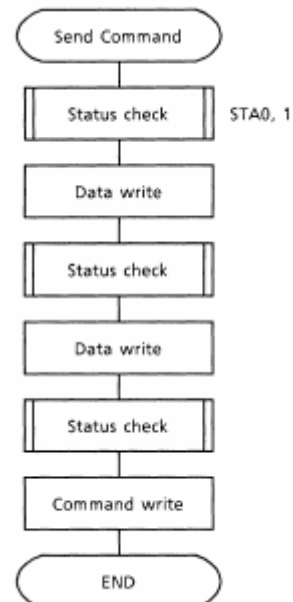 Send Command
Status check STA0, 1
Data write
Status check
Data write
Status check
Command write
END